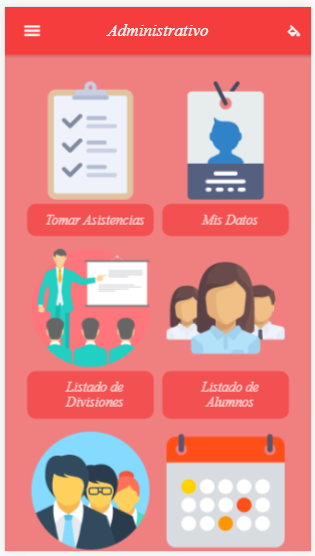 Administrativo
Tomar Asistencias
Mis Datos
Listado de
Divisiones
Listado de
Alumnos